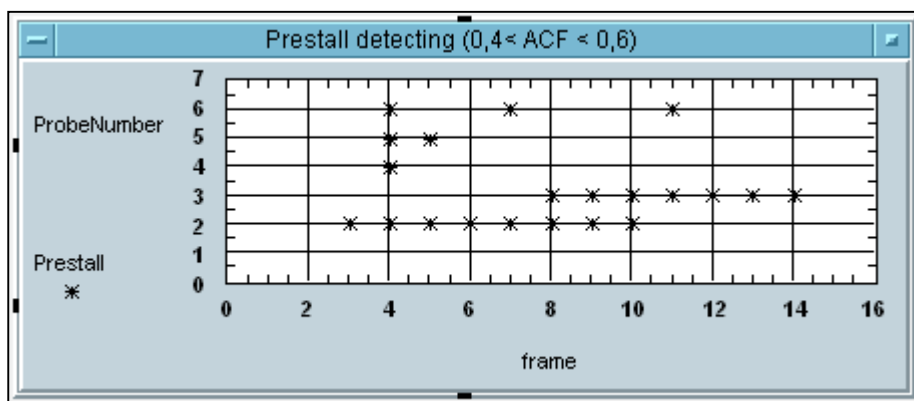 Prestall detecting (0,4< ACF < 0,6)
7
6
ProbeNumber
5
4
3
2
1
Prestall
0
0 2 4 6 8 10 12 14 16
frame